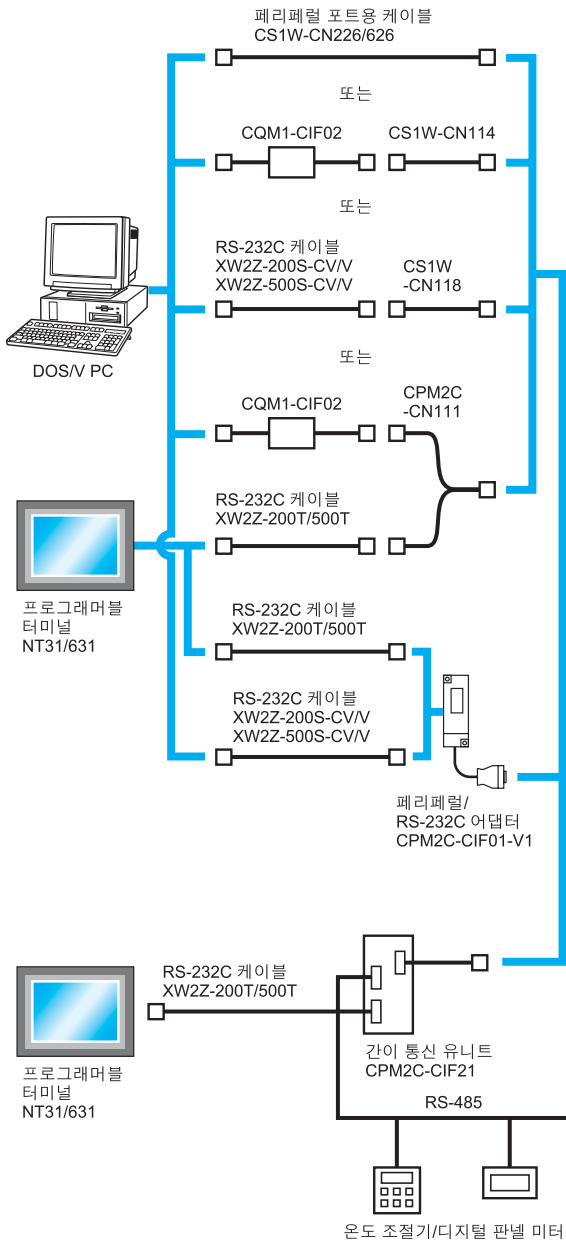 페리페럴 포트용 케이블
CS1W-CN226/626
또는
CQM1-CIF02
CS1W-CN114
또는
RS-232C 케이블
XW2Z-200S-CV/V
XW2Z-500S-CV/V
CS1W
-CN118
DOS/V PC
또는
CQM1-CIF02
CPM2C
-CN111
RS-232C 케이블
XW2Z-200T/500T
프로그래머블
터미널
NT31/631
RS-232C 케이블
XW2Z-200T/500T
RS-232C 케이블
XW2Z-200S-CV/V
XW2Z-500S-CV/V
페리페럴/
RS-232C 어댑터
CPM2C-CIF01-V1
RS-232C 케이블
XW2Z-200T/500T
프로그래머블
터미널
NT31/631
간이 통신 유니트
CPM2C-CIF21
RS-485
온도 조절기/디지털 판넬 미터